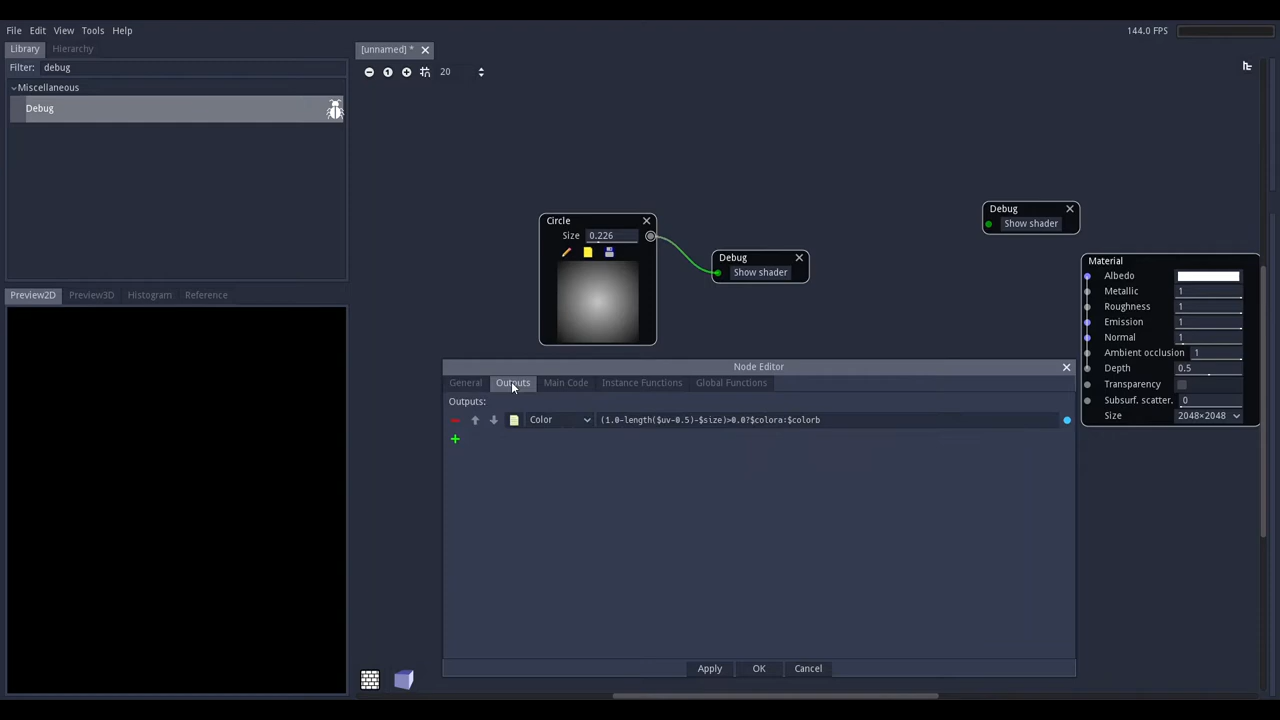 File Edit View Tools Help
144.0 FPS
Library Hierarchy
[unnamed] *
Filter: debug
20
Miscellaneous
Debug
Debug
Show shader
Circle
Size 0.226
Debug
Show shader
Material
Albedo
Metallic 1
Roughness 1
Emission 1
Normal 1
Ambient occlusion 1
Depth 0.5
Transparency
Subsurf. scatter. 0
Size 2048×2048
Preview2D Preview3D Histogram Reference
Node Editor
General Outputs Main Code Instance Functions Global Functions
Outputs:
Color (1.0-length($uv-0.5)-$size)>0.0?$colora:$colorb
Apply OK Cancel